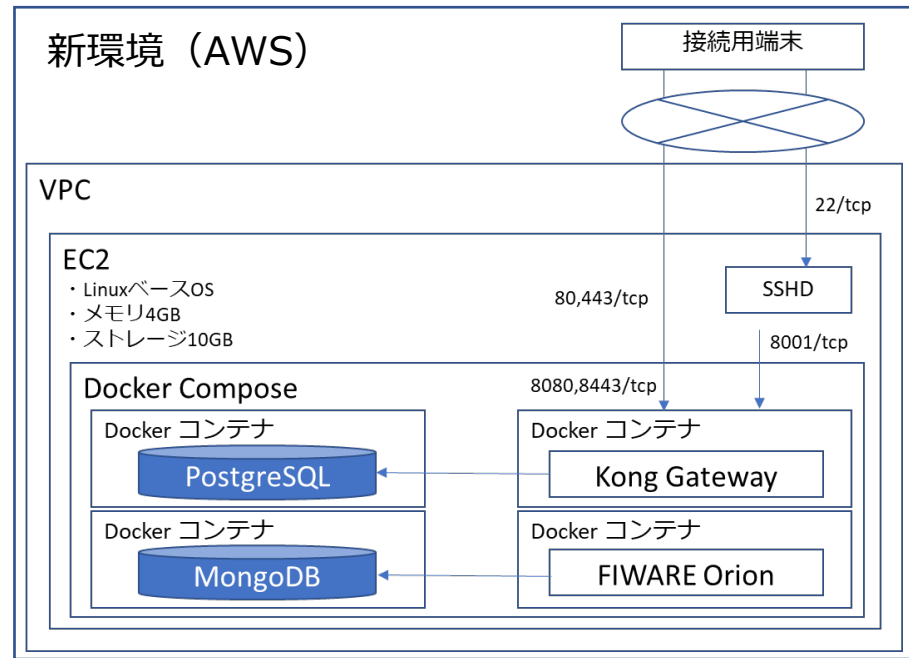 新環境（AWS）
接続用端末
VPC
22/tcp
EC2
・LinuxベースOS
・メモリ4GB
・ストレージ10GB
80,443/tcp
SSHD
8001/tcp
Docker Compose
8080,8443/tcp
Docker コンテナ
PostgreSQL
Docker コンテナ
Kong Gateway
Docker コンテナ
MongoDB
Docker コンテナ
FIWARE Orion